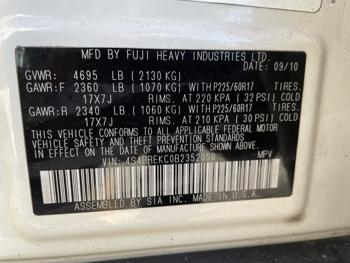 MFD. BY FUJI HEAVY INDUSTRIES LTD.
DATE: 09/10
GVWR: 4695 LB (2130 KG)
GAWR:F 2360 LB (1070 KG) WITH P225/60R17 TIRES.
17X7J RIMS. AT 220 KPA (32 PSI) COLD
GAWR:R 2340 LB (1060 KG) WITH P225/60R17 TIRES.
17X7J RIMS. AT 210 KPA (30 PSI) COLD
THIS VEHICLE CONFORMS TO ALL APPLICABLE FEDERAL MOTOR
VEHICLE SAFETY AND THEFT PREVENTION STANDARDS
IN EFFECT ON THE DATE OF MANUFACTURE SHOWN ABOVE.
VIN: 4S4BREKC0B2352050 MPV
ASSEMBLED BY SIA INC. MADE IN U.S.A.